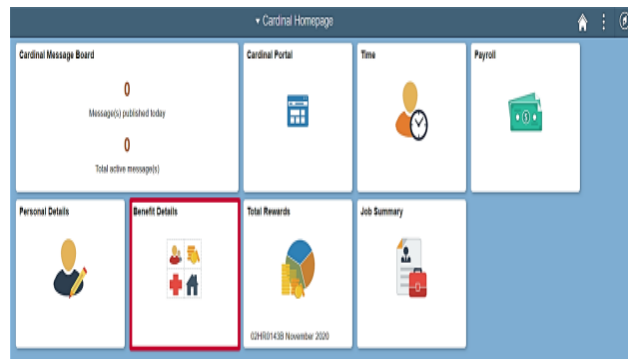 ▾ Cardinal Homepage
Cardinal Message Board
0
Message(s) published today
0
Total active message(s)
Cardinal Portal
Time
Payroll
Personal Details
Benefit Details
Total Rewards
02HR0143B November 2020
Job Summary